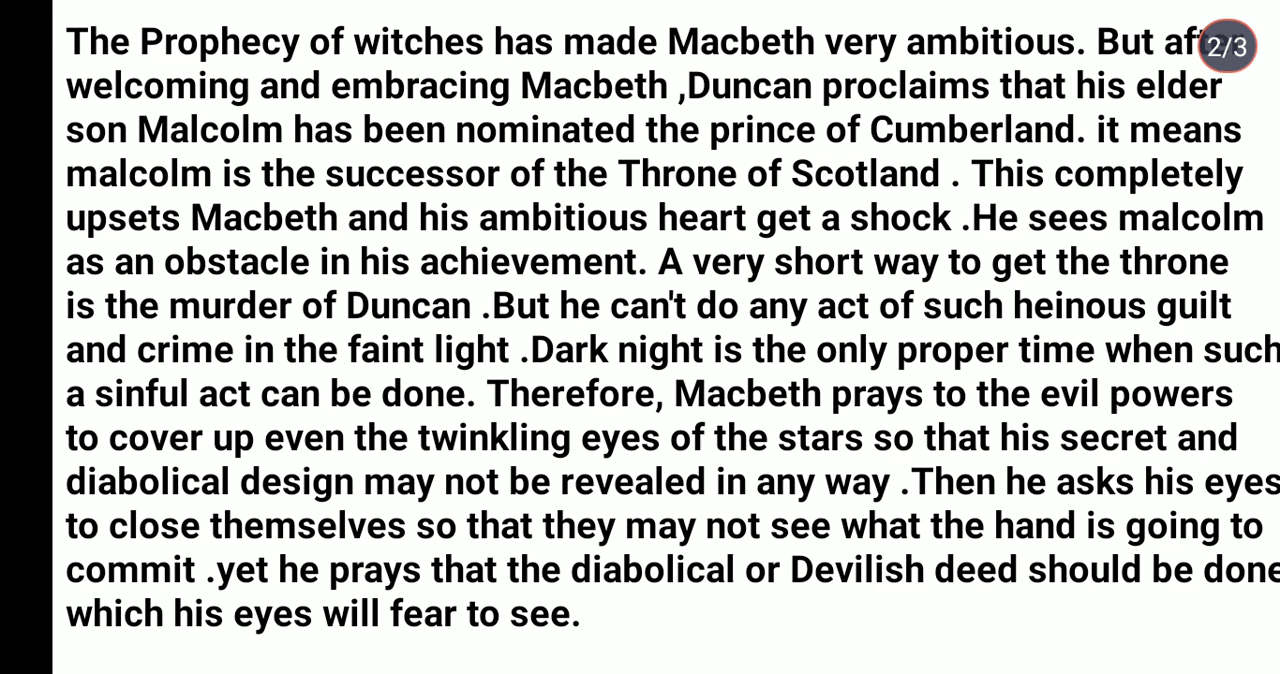 The Prophecy of witches has made Macbeth very ambitious. But after
2/3
welcoming and embracing Macbeth ,Duncan proclaims that his elder
son Malcolm has been nominated the prince of Cumberland. it means
malcolm is the successor of the Throne of Scotland . This completely
upsets Macbeth and his ambitious heart get a shock .He sees malcolm
as an obstacle in his achievement. A very short way to get the throne
is the murder of Duncan .But he can't do any act of such heinous guilt
and crime in the faint light .Dark night is the only proper time when such
a sinful act can be done. Therefore, Macbeth prays to the evil powers
to cover up even the twinkling eyes of the stars so that his secret and
diabolical design may not be revealed in any way .Then he asks his eyes
to close themselves so that they may not see what the hand is going to
commit .yet he prays that the diabolical or Devilish deed should be done
which his eyes will fear to see.